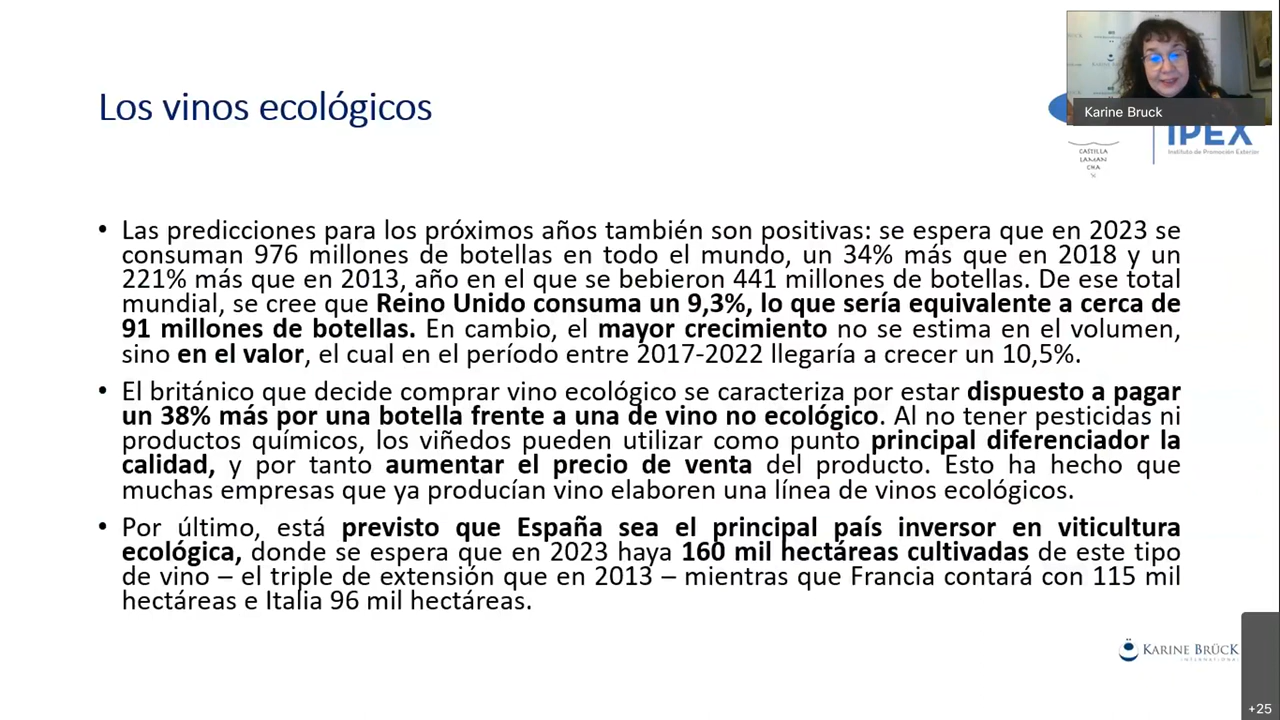 Los vinos ecológicos
Karine Bruck
CASTILLA
LAMAN
CHA
IPEX
Instituto de Promoción Exterior
• Las predicciones para los próximos años también son positivas: se espera que en 2023 se
consuman 976 millones de botellas en todo el mundo, un 34% más que en 2018 y un
221% más que en 2013, año en el que se bebieron 441 millones de botellas. De ese total
mundial, se cree que Reino Unido consuma un 9,3%, lo que sería equivalente a cerca de
91 millones de botellas. En cambio, el mayor crecimiento no se estima en el volumen,
sino en el valor, el cual en el período entre 2017-2022 llegaría a crecer un 10,5%.
• El británico que decide comprar vino ecológico se caracteriza por estar dispuesto a pagar
un 38% más por una botella frente a una de vino no ecológico. Al no tener pesticidas ni
productos químicos, los viñedos pueden utilizar como punto principal diferenciador la
calidad, y por tanto aumentar el precio de venta del producto. Esto ha hecho que
muchas empresas que ya producían vino elaboren una línea de vinos ecológicos.
• Por último, está previsto que España sea el principal país inversor en viticultura
ecológica, donde se espera que en 2023 haya 160 mil hectáreas cultivadas de este tipo
de vino – el triple de extensión que en 2013 – mientras que Francia contará con 115 mil
hectáreas e Italia 96 mil hectáreas.
KARINE BRÜCK
INTERNATIONAL
+25